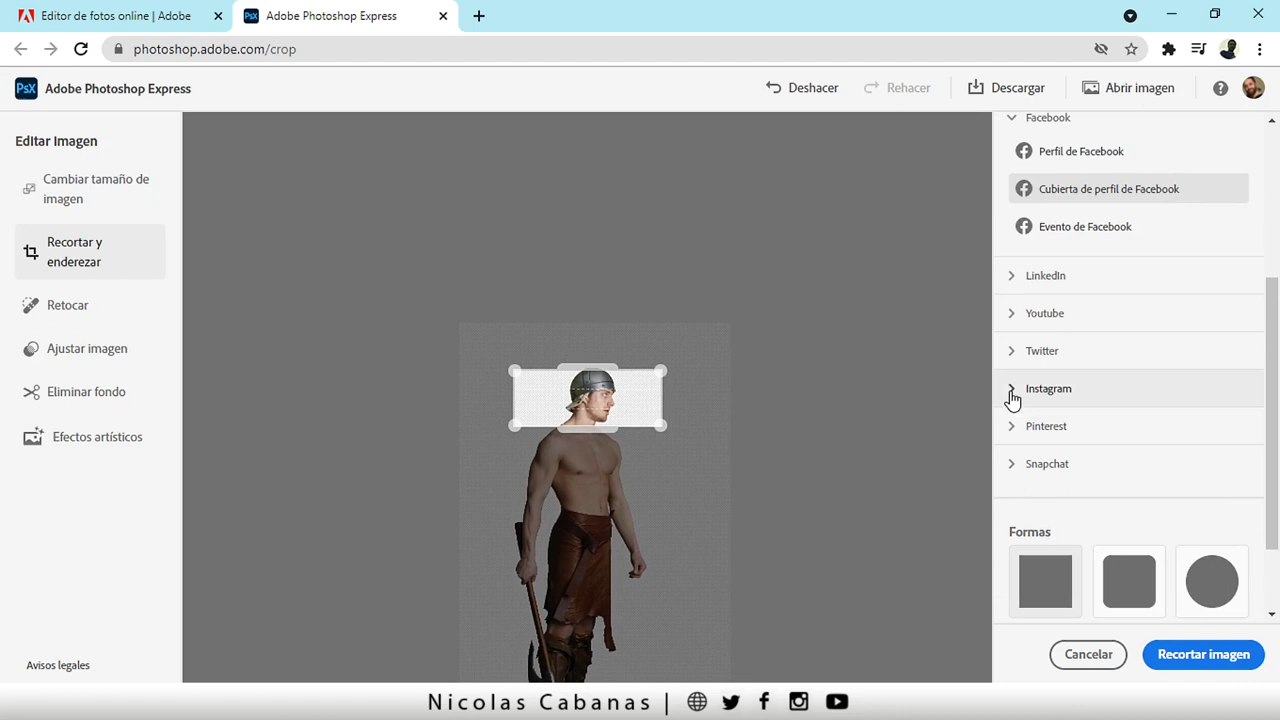 Editor de fotos online | Adobe
Adobe Photoshop Express
photoshop.adobe.com/crop
PsX Adobe Photoshop Express
Deshacer
Rehacer
Descargar
Abrir imagen
Editar Imagen
Cambiar tamaño de
imagen
Recortar y
enderezar
Retocar
Ajustar imagen
Eliminar fondo
Efectos artísticos
Avisos legales
Facebook
Perfil de Facebook
Cubierta de perfil de Facebook
Evento de Facebook
LinkedIn
Youtube
Twitter
Instagram
Pinterest
Snapchat
Formas
Cancelar
Recortar imagen
Nicolas Cabanas |